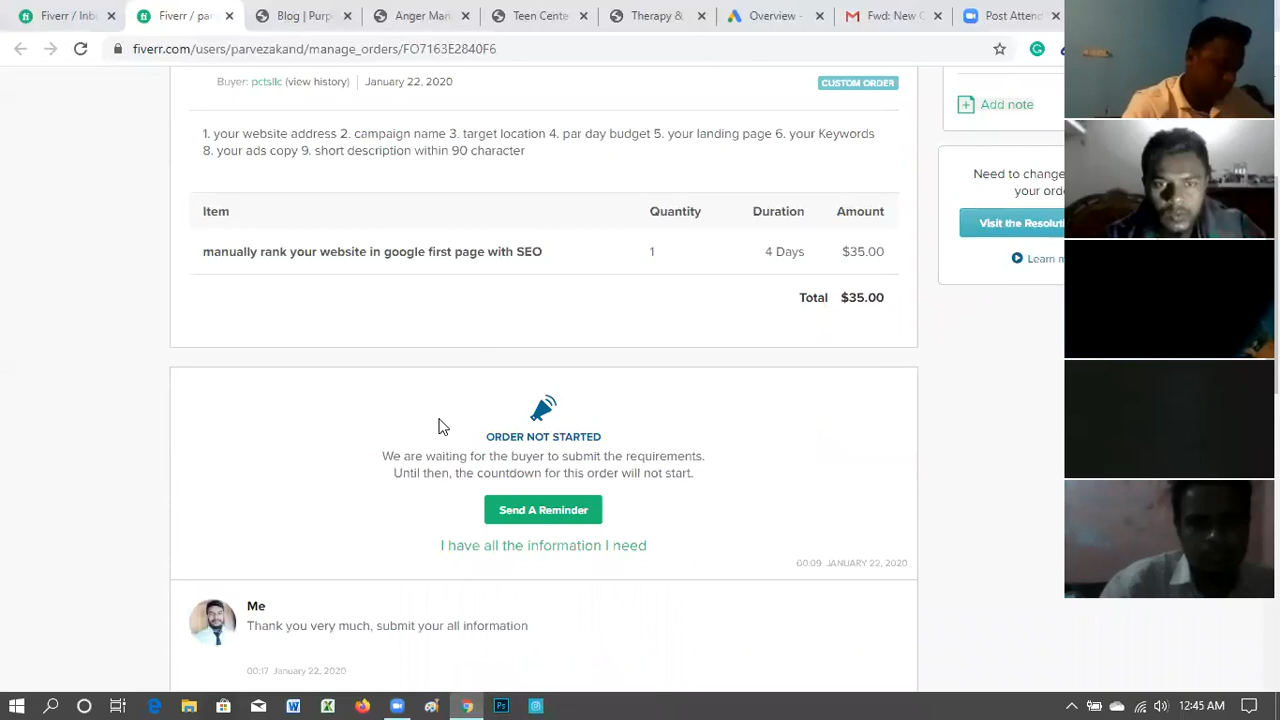 Fiverr / Inb
Fiverr / pa
Blog | Purp
Anger Man
Teen Cente
Therapy &
Overview -
Fwd: New C
Post Attend
fiverr.com/users/parvezakand/manage_orders/FO7163E2840F6
Buyer: pctsllc (view history) January 22, 2020
CUSTOM ORDER
Add note
1. your website address 2. campaign name 3. target location 4. par day budget 5. your landing page 6. your Keywords
8. your ads copy 9. short description within 90 character
Need to change
your orde
Visit the Resoluti
Learn m
Item Quantity Duration Amount
manually rank your website in google first page with SEO 1 4 Days $35.00
Total $35.00
ORDER NOT STARTED
We are waiting for the buyer to submit the requirements.
Until then, the countdown for this order will not start.
Send A Reminder
I have all the information I need
00:09 JANUARY 22, 2020
Me
Thank you very much, submit your all information
00:17 January 22, 2020
12:45 AM